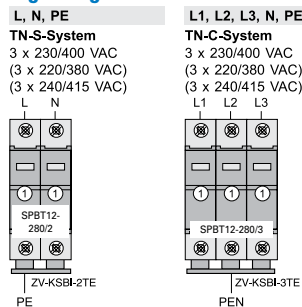 L, N, PE
TN-S-System
3 x 230/400 VAC
(3 x 220/380 VAC)
(3 x 240/415 VAC)
L N
1 1
SPBT12-
280/2
ZV-KSBI-2TE
PE
L1, L2, L3, N, PE
TN-C-System
3 x 230/400 VAC
(3 x 220/380 VAC)
(3 x 240/415 VAC)
L1 L2 L3
1 1 1
SPBT12-280/3
ZV-KSBI-3TE
PEN